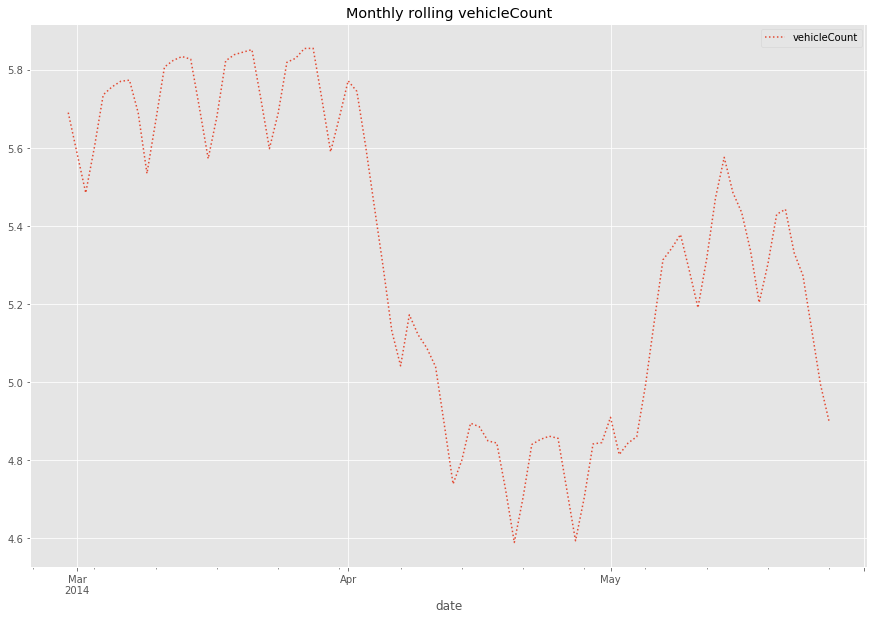 Monthly rolling vehicleCount
vehicleCount
5.8
5.6
5.4
5.2
5.0
4.8
4.6
Mar
2014
Apr
May
date